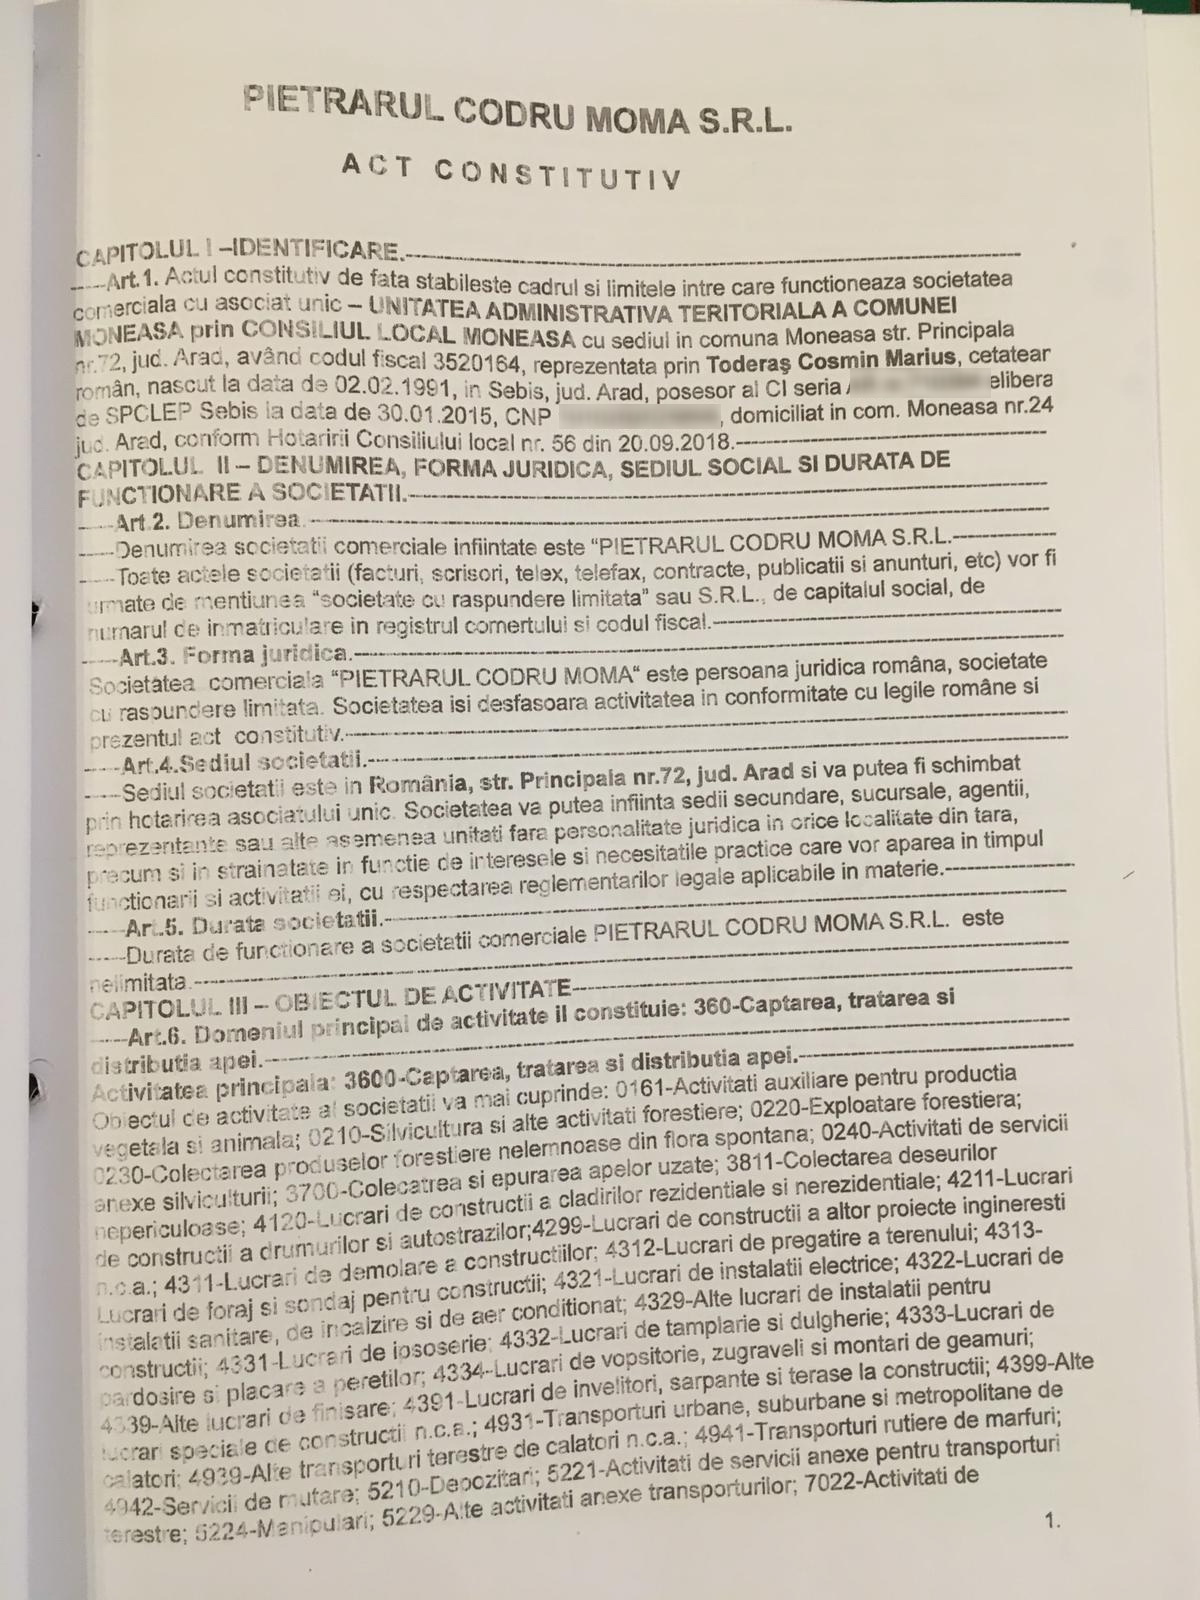 PIETRARUL CODRU MOMA S.R.L.
ACT CONSTITUTIV
CAPITOLUL I –IDENTIFICARE.
Art.1. Actul constitutiv de fata stabileste cadrul si limitele intre care functioneaza societatea
comerciala cu asociat unic – UNITATEA ADMINISTRATIVA TERITORIALA A COMUNEI
MONEASA prin CONSILIUL LOCAL MONEASA cu sediul in comuna Moneasa str. Principala
nr.72, jud. Arad, având codul fiscal 3520164, reprezentata prin Toderaş Cosmin Marius, cetatear
român, nascut la data de 02.02.1991, in Sebis, jud. Arad, posesor al CI seria elibera
de SPCLEP Sebis la data de 30.01.2015, CNP , domiciliat in com. Moneasa nr.24
jud. Arad, conform Hotaririi Consiliului local nr. 56 din 20.09.2018.
CAPITOLUL II – DENUMIREA, FORMA JURIDICA, SEDIUL SOCIAL SI DURATA DE
FUNCTIONARE A SOCIETATII.
Art.2. Denumirea.
Denumirea societatii comerciale infiintate este “PIETRARUL CODRU MOMA S.R.L.
Toate actele societatii (facturi, scrisori, telex, telefax, contracte, publicatii si anunturi, etc) vor fi
urmate de mentiunea “societate cu raspundere limitata” sau S.R.L., de capitalul social, de
numarul de inmatriculare in registrul comertului si codul fiscal.
Art.3. Forma juridica.
Societatea comerciala “PIETRARUL CODRU MOMA“ este persoana juridica româna, societate
cu raspundere limitata. Societatea isi desfasoara activitatea in conformitate cu legile române si
prezentul act constitutiv.
Art.4.Sediul societatii.
Sediul societatii este in România, str. Principala nr.72, jud. Arad si va putea fi schimbat
prin hotarirea asociatului unic. Societatea va putea infiinta sedii secundare, sucursale, agentii,
reprezentante sau alte asemenea unitati fara personalitate juridica in orice localitate din tara,
precum si in strainatate in functie de interesele si necesitatile practice care vor aparea in timpul
functionarii si activitatii ei, cu respectarea reglementarilor legale aplicabile in materie.
Art.5. Durata societatii.
Durata de functionare a societatii comerciale PIETRARUL CODRU MOMA S.R.L. este
nelimitata.
CAPITOLUL III – OBIECTUL DE ACTIVITATE
Art.6. Domeniul principal de activitate il constituie: 360-Captarea, tratarea si
distributia apei.
Activitatea principala: 3600-Captarea, tratarea si distributia apei.
Obiectul de activitate al societatii va mai cuprinde: 0161-Activitati auxiliare pentru productia
vegetala si animala; 0210-Silvicultura si alte activitati forestiere; 0220-Exploatare forestiera;
0230-Colectarea produselor forestiere nelemnoase din flora spontana; 0240-Activitati de servicii
anexe silviculturii; 3700-Colecatrea si epurarea apelor uzate; 3811-Colectarea deseurilor
nepericuloase; 4120-Lucrari de constructii a cladirilor rezidentiale si nerezidentiale; 4211-Lucrari
de constructii a drumurilor si autostrazilor;4299-Lucrari de constructii a altor proiecte ingineresti
n.c.a.; 4311-Lucrari de demolare a constructiilor; 4312-Lucrari de pregatire a terenului; 4313-
Lucrari de foraj si sondaj pentru constructii; 4321-Lucrari de instalatii electrice; 4322-Lucrari de
instalatii sanitare, de incalzire si de aer conditionat; 4329-Alte lucrari de instalatii pentru
constructii; 4331-Lucrari de ipsoserie; 4332-Lucrari de tamplarie si dulgherie; 4333-Lucrari de
pardosire si placare a peretilor; 4334-Lucrari de vopsitorie, zugraveli si montari de geamuri;
4339-Alte lucrari de finisare; 4391-Lucrari de invelitori, sarpante si terase la constructii; 4399-Alte
lucrari speciale de constructii n.c.a.; 4931-Transporturi urbane, suburbane si metropolitane de
calatori; 4939-Alte transporturi terestre de calatori n.c.a.; 4941-Transporturi rutiere de marfuri;
4942-Servicii de mutare; 5210-Depozitari; 5221-Activitati de servicii anexe pentru transporturi
terestre; 5224-Manipulari; 5229-Alte activitati anexe transporturilor; 7022-Activitati de
1.